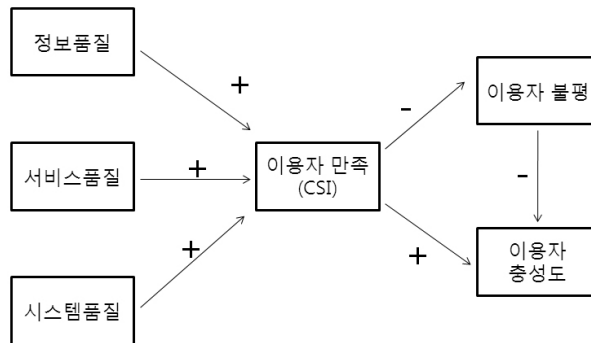 정보품질
+
이용자 불평
-
서비스품질
+
이용자 만족
(CSI)
-
+
+
이용자
충성도
시스템품질